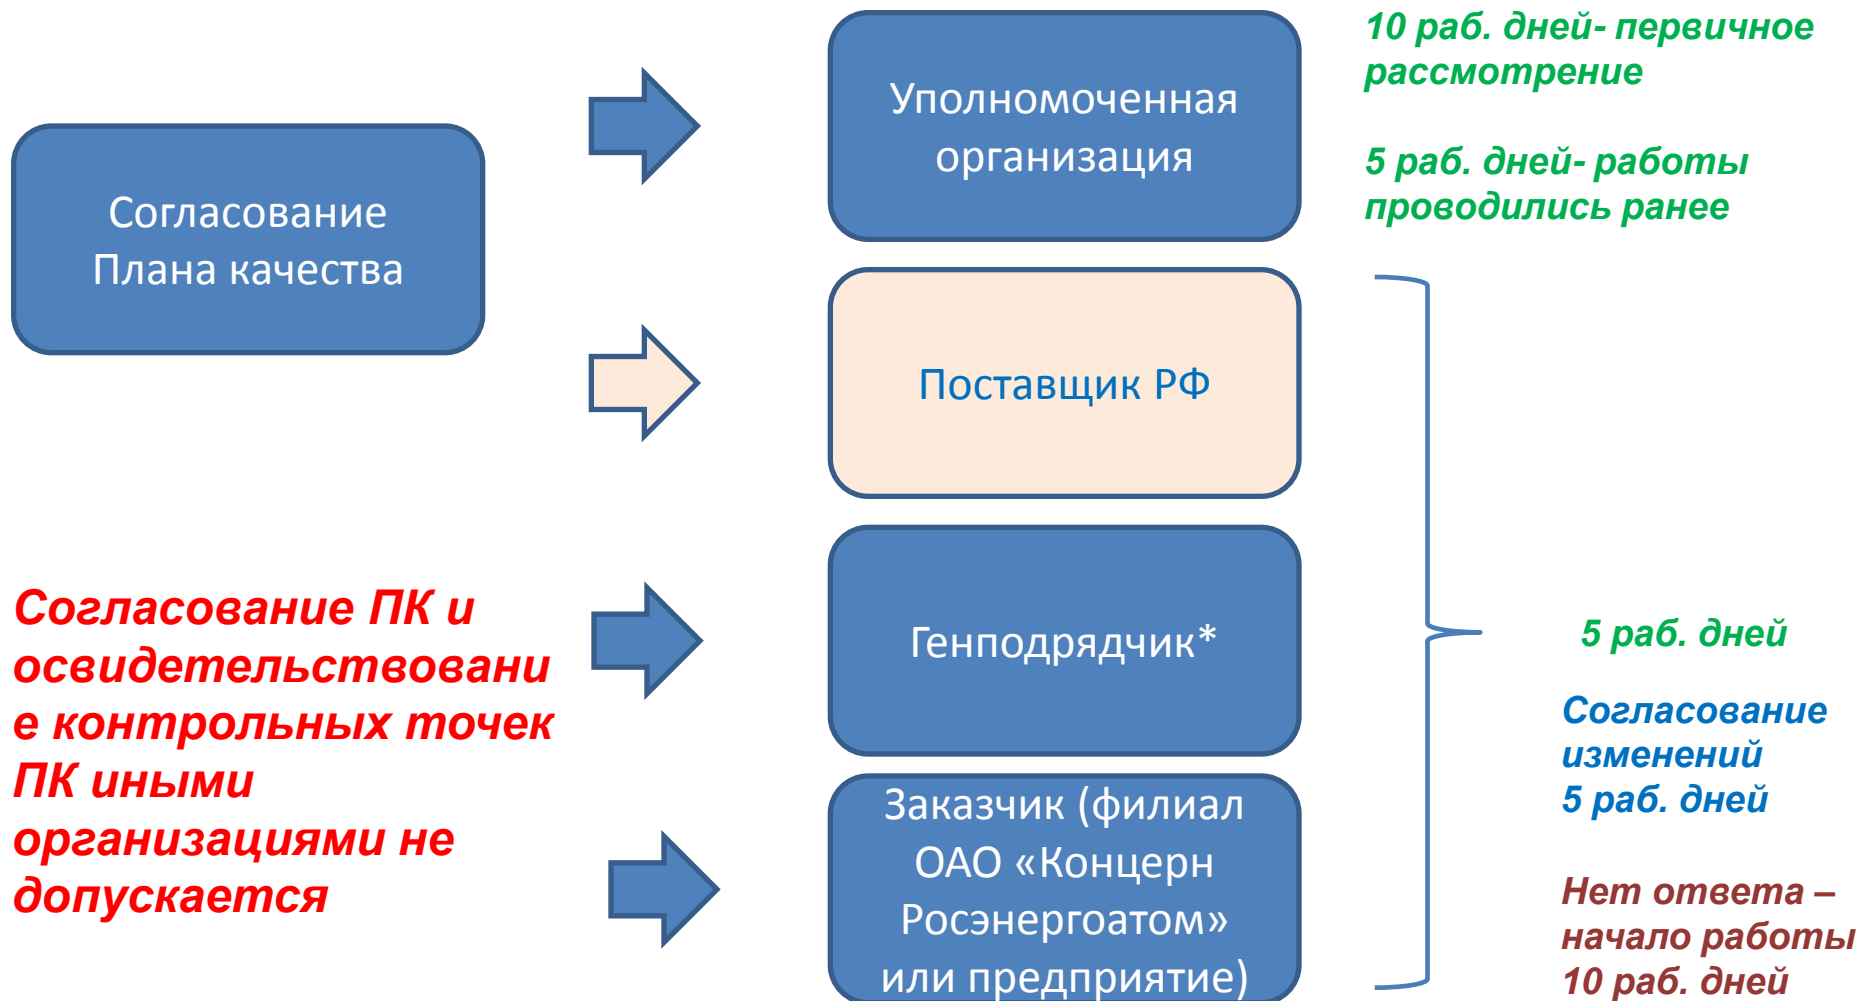 Согласование
Плана качества
Согласование ПК и
освидетельствовани
е контрольных точек
ПК иными
организациями не
допускается
Уполномоченная
организация
Поставщик РФ
Генподрядчик*
Заказчик (филиал
ОАО «Концерн
Росэнергоатом»
или предприятие)
10 раб. дней- первичное
рассмотрение
5 раб. дней- работы
проводились ранее
5 раб. дней
Согласование
изменений
5 раб. дней
Нет ответа –
начало работы
10 раб. дней